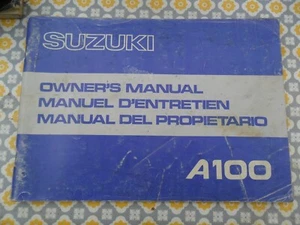 SUZUKI
OWNER'S MANUAL
MANUEL D'ENTRETIEN
MANUAL DEL PROPIETARIO
A100